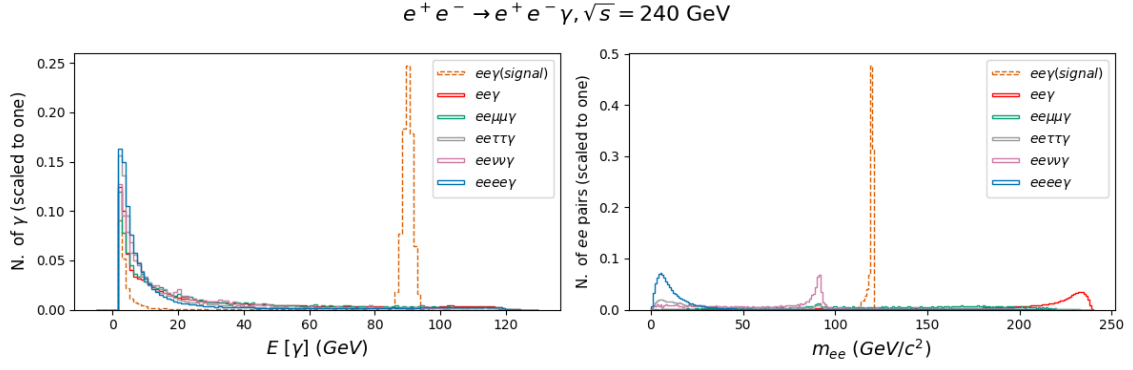 e⁺e⁻ → e⁺e⁻γ, √s = 240 GeV
N. of γ (scaled to one)
0.25
0.20
0.15
0.10
0.05
0.00
0 20 40 60 80 100 120
E [γ] (GeV)
eeγ(signal)
eeγ
eeμμγ
eeττγ
eeννγ
eeeeγ
N. of ee pairs (scaled to one)
0.5
0.4
0.3
0.2
0.1
0.0
0 50 100 150 200 250
m_ee (GeV/c²)
eeγ(signal)
eeγ
eeμμγ
eeττγ
eeννγ
eeeeγ